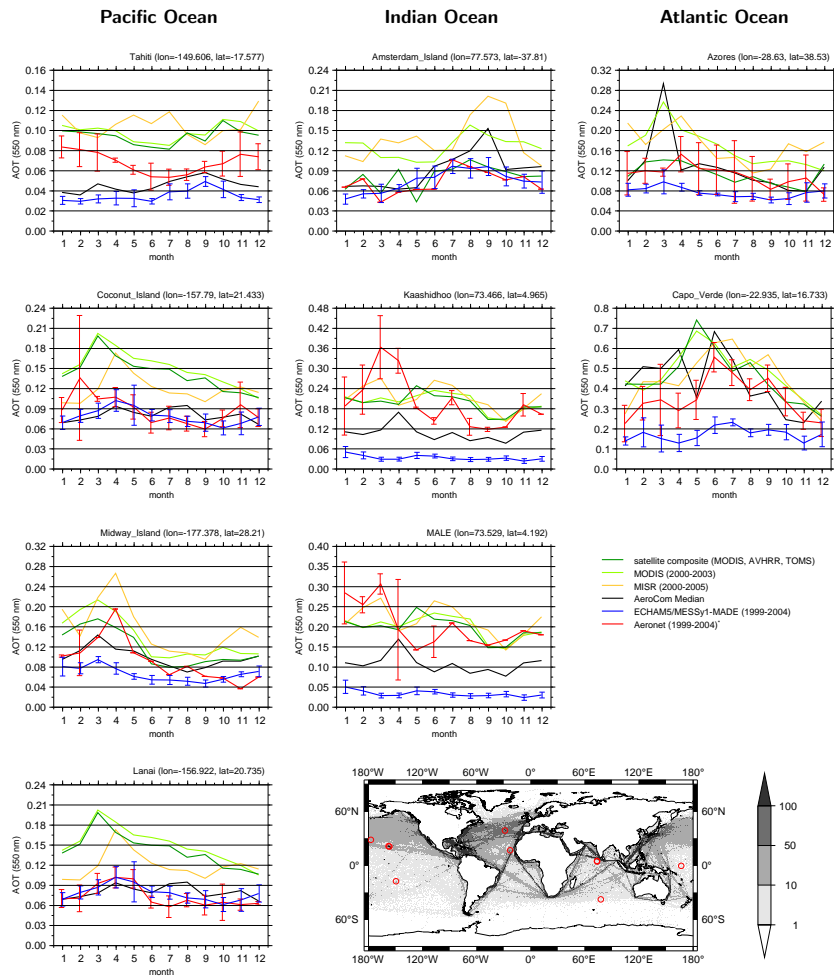 Pacific Ocean
Indian Ocean
Atlantic Ocean
Tahiti (lon=-149.606, lat=-17.577)
AOT (550 nm)
0.16
0.14
0.12
0.10
0.08
0.06
0.04
0.02
0.00
1 2 3 4 5 6 7 8 9 10 11 12
month
Amsterdam_Island (lon=77.573, lat=-37.81)
AOT (550 nm)
0.24
0.21
0.18
0.15
0.12
0.09
0.06
0.03
0.00
1 2 3 4 5 6 7 8 9 10 11 12
month
Azores (lon=-28.63, lat=38.53)
AOT (550 nm)
0.32
0.28
0.24
0.20
0.16
0.12
0.08
0.04
0.00
1 2 3 4 5 6 7 8 9 10 11 12
month
Coconut_Island (lon=-157.79, lat=21.433)
AOT (550 nm)
0.24
0.21
0.18
0.15
0.12
0.09
0.06
0.03
0.00
1 2 3 4 5 6 7 8 9 10 11 12
month
Kaashidhoo (lon=73.466, lat=4.965)
AOT (550 nm)
0.48
0.42
0.36
0.30
0.24
0.18
0.12
0.06
0.00
1 2 3 4 5 6 7 8 9 10 11 12
month
Capo_Verde (lon=-22.935, lat=16.733)
AOT (550 nm)
0.8
0.7
0.6
0.5
0.4
0.3
0.2
0.1
0.0
1 2 3 4 5 6 7 8 9 10 11 12
month
Midway_Island (lon=-177.378, lat=28.21)
AOT (550 nm)
0.32
0.28
0.24
0.20
0.16
0.12
0.08
0.04
0.00
1 2 3 4 5 6 7 8 9 10 11 12
month
MALE (lon=73.529, lat=4.192)
AOT (550 nm)
0.40
0.35
0.30
0.25
0.20
0.15
0.10
0.05
0.00
1 2 3 4 5 6 7 8 9 10 11 12
month
satellite composite (MODIS, AVHRR, TOMS)
MODIS (2000-2003)
MISR (2000-2005)
AeroCom Median
ECHAM5/MESSy1-MADE (1999-2004)
Aeronet (1999-2004)*
Lanai (lon=-156.922, lat=20.735)
AOT (550 nm)
0.24
0.21
0.18
0.15
0.12
0.09
0.06
0.03
0.00
1 2 3 4 5 6 7 8 9 10 11 12
month
180°W 120°W 60°W 0° 60°E 120°E 180°
60°N 60°N
0° 0°
60°S 60°S
180°W 120°W 60°W 0° 60°E 120°E 180°
100
50
10
1